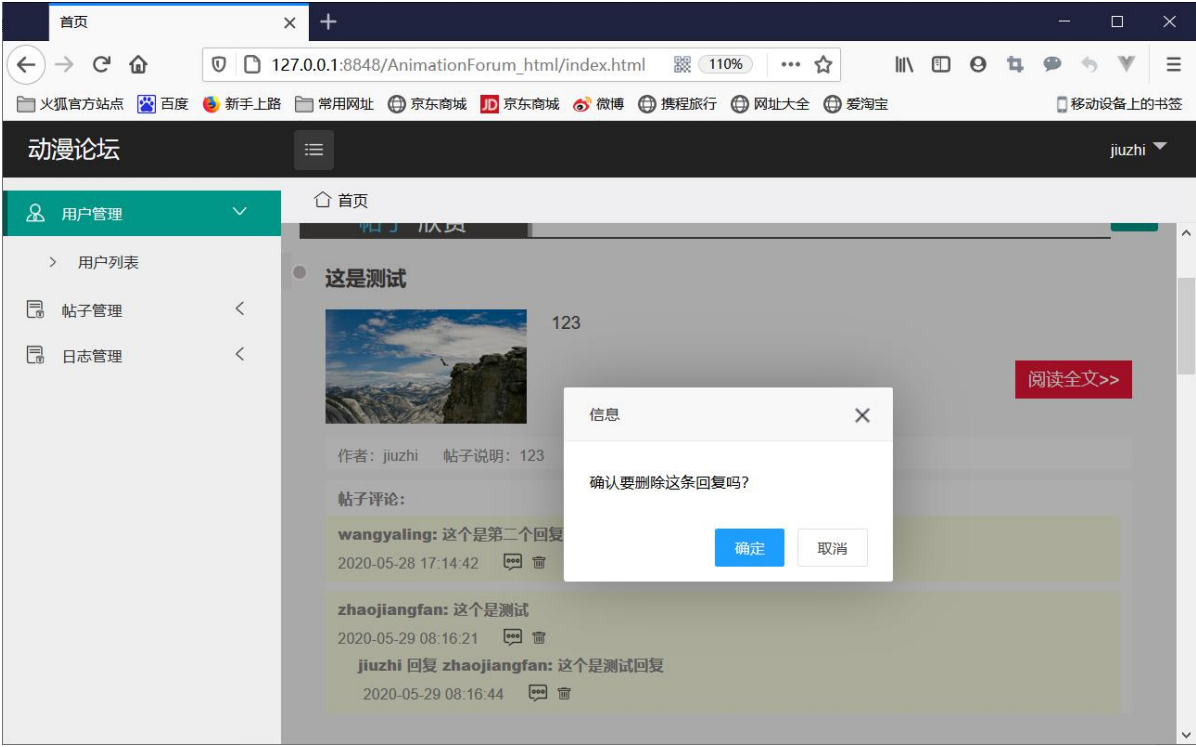 首页
127.0.0.1:8848/AnimationForum_html/index.html 110%
火狐官方站点 百度 新手上路 常用网址 京东商城 JD 京东商城 微博 携程旅行 网址大全 爱淘宝 移动设备上的书签
动漫论坛 jiuzhi
用户管理
用户列表
帖子管理
日志管理
首页
帖子 欣赏
这是测试
123
阅读全文>>
作者：jiuzhi 帖子说明：123
帖子评论：
wangyaling: 这个是第二个回复
2020-05-28 17:14:42
zhaojiangfan: 这个是测试
2020-05-29 08:16:21
jiuzhi 回复 zhaojiangfan: 这个是测试回复
2020-05-29 08:16:44
信息
确认要删除这条回复吗?
确定 取消